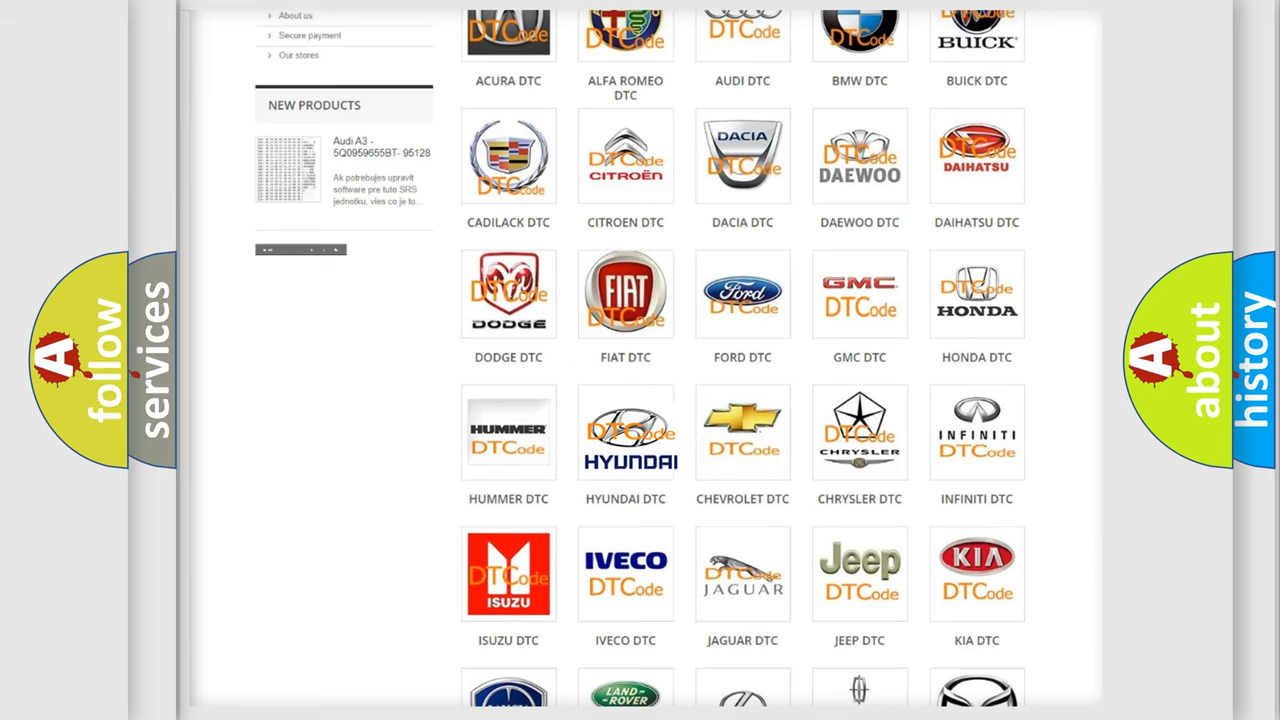 About us
Secure payment
Our stores
NEW PRODUCTS
Audi A3 -
5Q0959655BT- 95128
Ak potrebujes upravit
software pre tuto SRS
jednotku, vies co je to...
DTCode
DTCode
DTCode
DTCode
BUICK
ACURA DTC
ALFA ROMEO
DTC
AUDI DTC
BMW DTC
BUICK DTC
DTCode
DTCode
CITROËN
DACIA
DTCode
DTCode
DAEWOO
DTCode
DAIHATSU
CADILACK DTC
CITROEN DTC
DACIA DTC
DAEWOO DTC
DAIHATSU DTC
DTCode
DODGE
FIAT
DTCode
Ford
DTCode
GMC
DTCode
DTCode
HONDA
DODGE DTC
FIAT DTC
FORD DTC
GMC DTC
HONDA DTC
HUMMER
DTCode
DTCode
HYUNDAI
DTCode
DTCode
CHRYSLER
INFINITI
DTCode
HUMMER DTC
HYUNDAI DTC
CHEVROLET DTC
CHRYSLER DTC
INFINITI DTC
DTCode
ISUZU
IVECO
DTCode
DTCode
JAGUAR
Jeep
DTCode
KIA
DTCode
ISUZU DTC
IVECO DTC
JAGUAR DTC
JEEP DTC
KIA DTC
LAND-
ROVER
A
follow
services
A
about
history